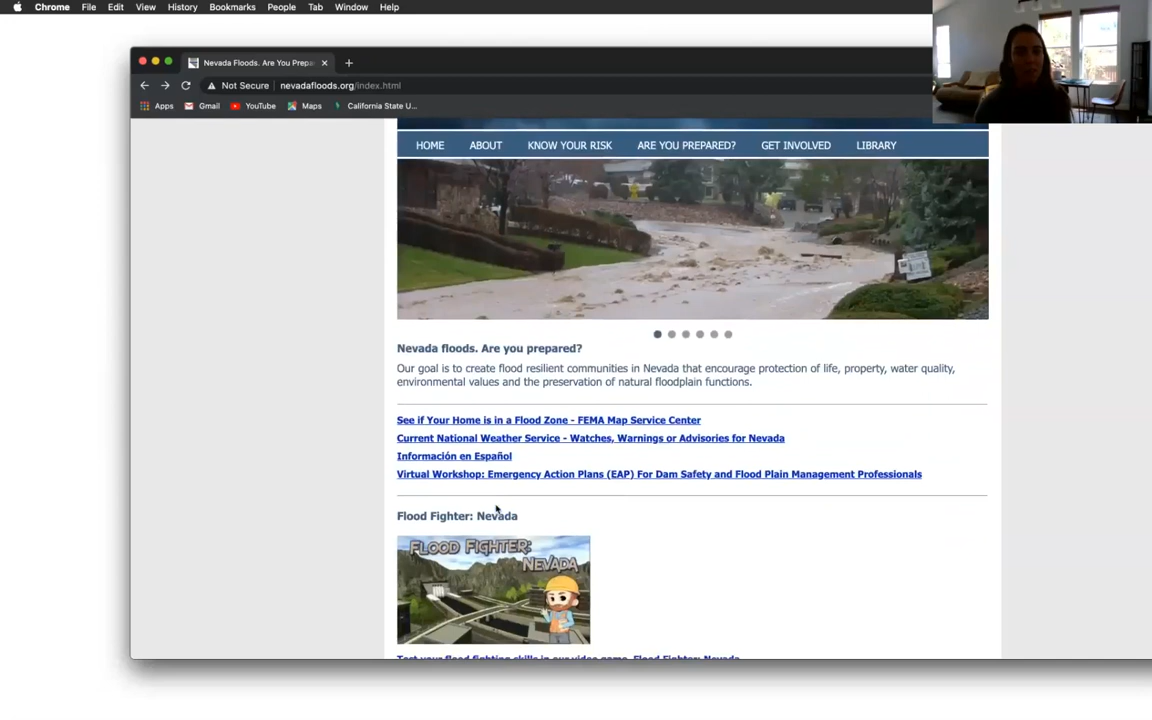 Chrome File Edit View History Bookmarks People Tab Window Help
Nevada Floods. Are You Prepa
Not Secure | nevadafloods.org/index.html
Apps Gmail YouTube Maps California State U...
HOME ABOUT KNOW YOUR RISK ARE YOU PREPARED? GET INVOLVED LIBRARY
Nevada floods. Are you prepared?
Our goal is to create flood resilient communities in Nevada that encourage protection of life, property, water quality,
environmental values and the preservation of natural floodplain functions.
See if Your Home is in a Flood Zone - FEMA Map Service Center
Current National Weather Service - Watches, Warnings or Advisories for Nevada
Información en Español
Virtual Workshop: Emergency Action Plans (EAP) For Dam Safety and Flood Plain Management Professionals
Flood Fighter: Nevada
FLOOD FIGHTER:
NEVADA
Test your flood fighting skills in our video game, Flood Fighter: Nevada